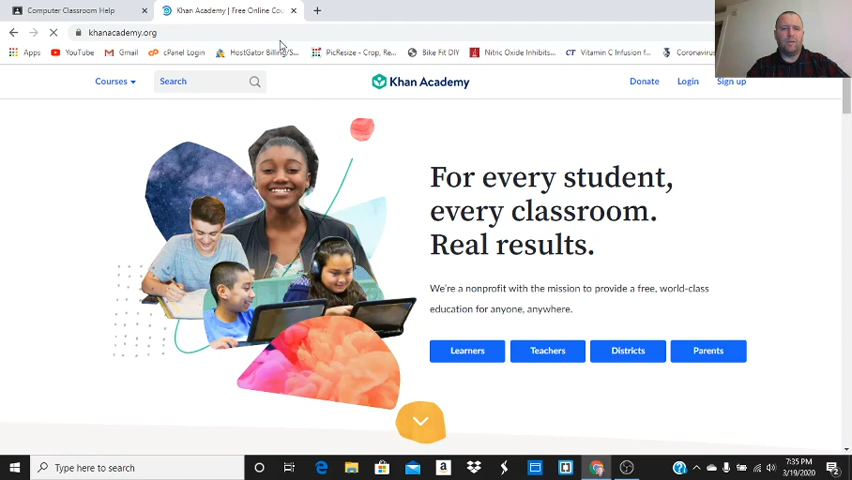 Computer Classroom Help
Khan Academy | Free Online Cou
khanacademy.org
Apps YouTube Gmail cPanel Login HostGator Billing/S... PicResize - Crop, Re... Bike Fit DIY Nitric Oxide Inhibits... CT Vitamin C Infusion f... Coronavirus
Courses Search Khan Academy Donate Login Sign up
For every student,
every classroom.
Real results.
We're a nonprofit with the mission to provide a free, world-class
education for anyone, anywhere.
Learners Teachers Districts Parents
Type here to search
7:35 PM
3/19/2020
2